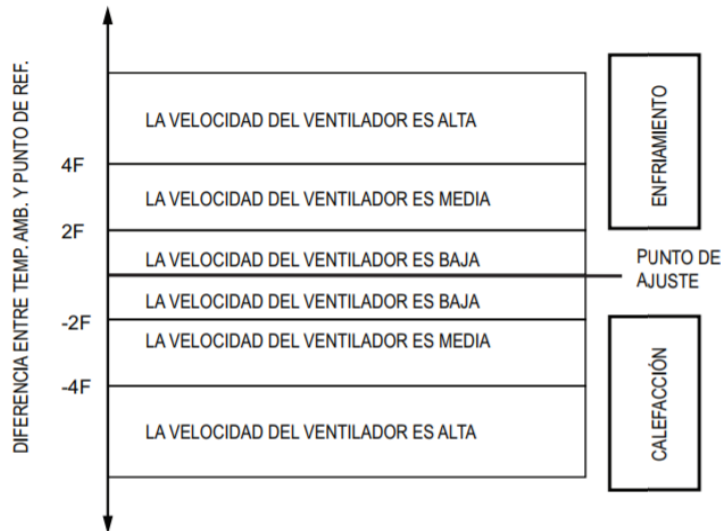 DIFERENCIA ENTRE TEMP. AMB. Y PUNTO DE REF.
LA VELOCIDAD DEL VENTILADOR ES ALTA
4F
LA VELOCIDAD DEL VENTILADOR ES MEDIA
2F
LA VELOCIDAD DEL VENTILADOR ES BAJA
LA VELOCIDAD DEL VENTILADOR ES BAJA
-2F
LA VELOCIDAD DEL VENTILADOR ES MEDIA
-4F
LA VELOCIDAD DEL VENTILADOR ES ALTA
ENFRIAMIENTO
PUNTO DE
AJUSTE
CALEFACCIÓN